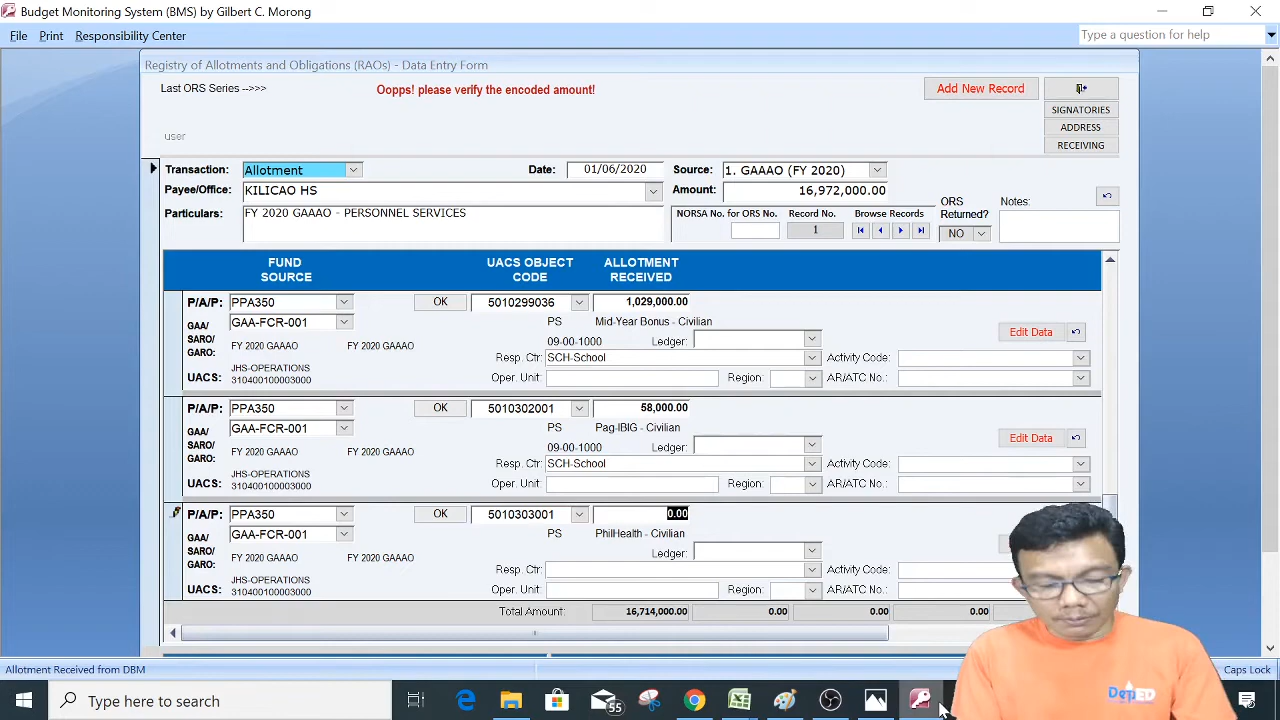 Budget Monitoring System (BMS) by Gilbert C. Morong
File Print Responsibility Center
Type a question for help
Registry of Allotments and Obligations (RAOs) - Data Entry Form
Last ORS Series ->>>
Oopps! please verify the encoded amount!
Add New Record
SIGNATORIES
ADDRESS
RECEIVING
user
Transaction: Allotment Date: 01/06/2020 Source: 1. GAAAO (FY 2020)
Payee/Office: KILICAO HS Amount: 16,972,000.00
Particulars: FY 2020 GAAAO - PERSONNEL SERVICES
NORSA No. for ORS No. Record No. Browse Records
1
ORS Returned? NO
Notes:
FUND SOURCE
UACS OBJECT CODE
ALLOTMENT RECEIVED
P/A/P: PPA350 OK 5010299036 1,029,000.00
GAA/ SARO/ GARO: GAA-FCR-001 PS Mid-Year Bonus - Civilian
FY 2020 GAAAO FY 2020 GAAAO 09-00-1000 Ledger: Edit Data
JHS-OPERATIONS Resp. Ctr: SCH-School Activity Code:
UACS: 310400100003000 Oper. Unit: Region: AR/ATC No.:
P/A/P: PPA350 OK 5010302001 58,000.00
GAA/ SARO/ GARO: GAA-FCR-001 PS Pag-IBIG - Civilian
FY 2020 GAAAO FY 2020 GAAAO 09-00-1000 Ledger: Edit Data
JHS-OPERATIONS Resp. Ctr: SCH-School Activity Code:
UACS: 310400100003000 Oper. Unit: Region: AR/ATC No.:
P/A/P: PPA350 OK 5010303001 0.00
GAA/ SARO/ GARO: GAA-FCR-001 PS PhilHealth - Civilian
FY 2020 GAAAO FY 2020 GAAAO Ledger:
JHS-OPERATIONS Resp. Ctr: Activity Code:
UACS: 310400100003000 Oper. Unit: Region: AR/ATC No.:
Total Amount: 16,714,000.00 0.00 0.00 0.00
Allotment Received from DBM
Caps Lock
Type here to search
55
DepED